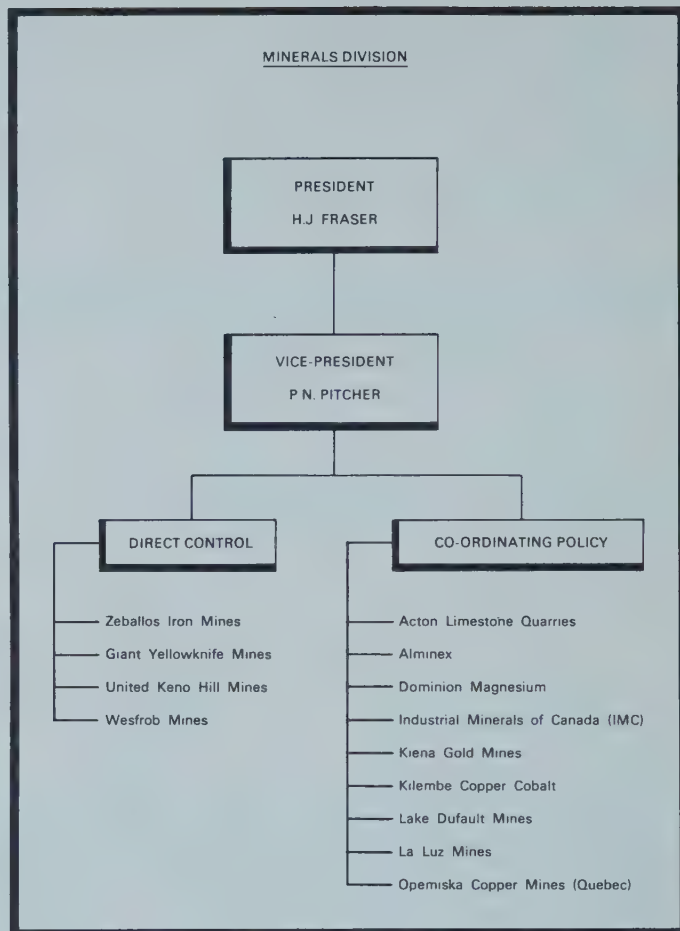 MINERALS DIVISION
PRESIDENT
H.J FRASER
VICE-PRESIDENT
P N. PITCHER
DIRECT CONTROL
Zeballos Iron Mines
Giant Yellowknife Mines
United Keno Hill Mines
Wesfrob Mines
CO-ORDINATING POLICY
Acton Limestone Quarries
Alminex
Dominion Magnesium
Industrial Minerals of Canada (IMC)
Kiena Gold Mines
Kilembe Copper Cobalt
Lake Dufault Mines
La Luz Mines
Opemiska Copper Mines (Quebec)